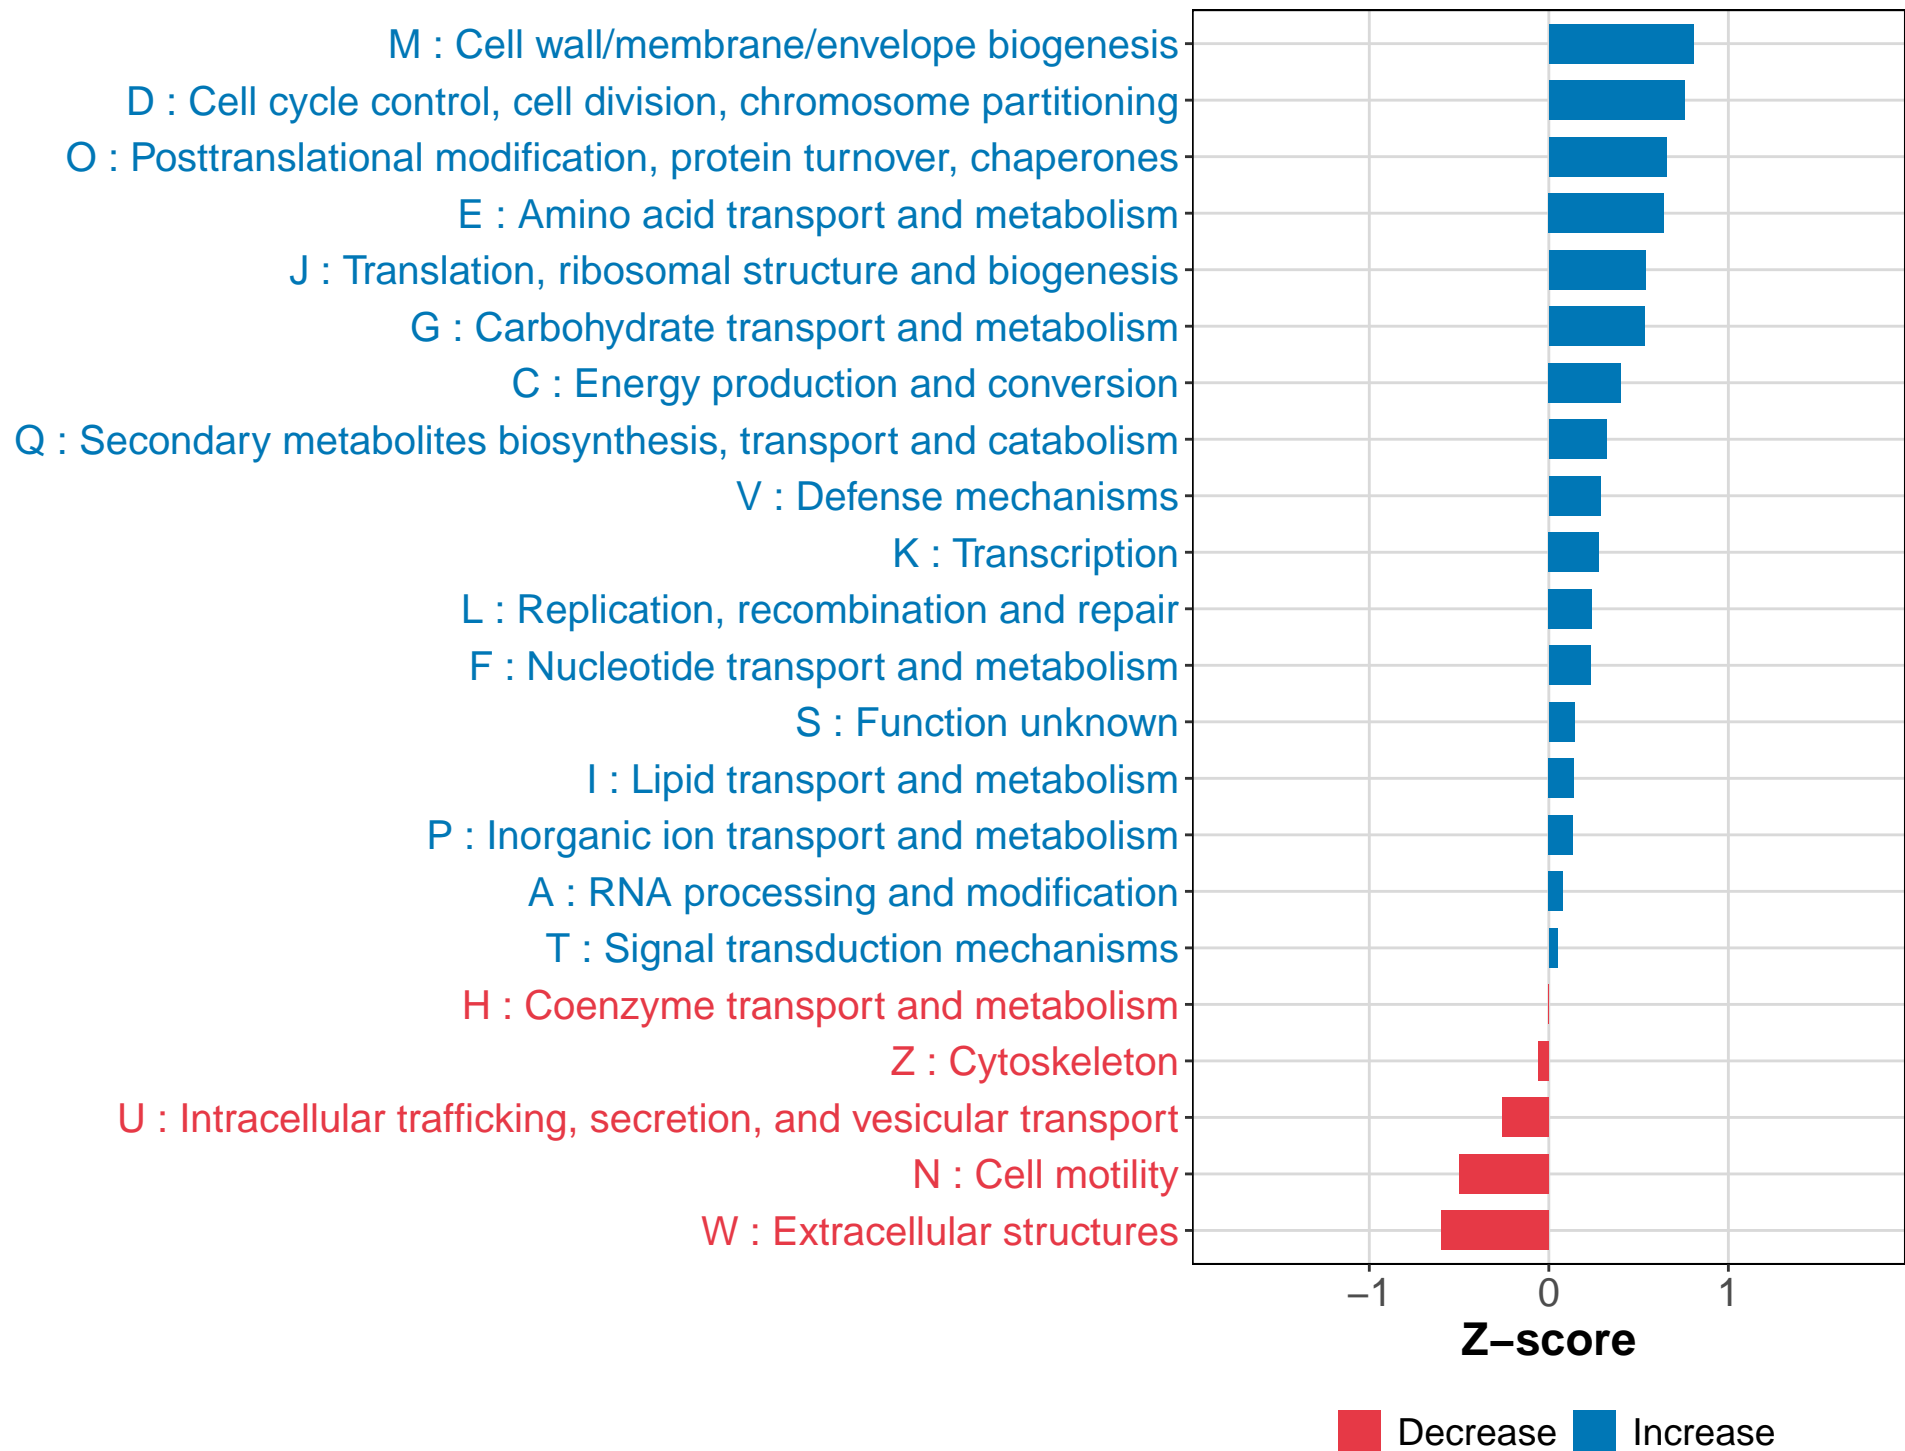 M : Cell wall/membrane/envelope biogenesis
D : Cell cycle control, cell division, chromosome partitioning
O : Posttranslational modification, protein turnover, chaperones
E : Amino acid transport and metabolism
J : Translation, ribosomal structure and biogenesis
G : Carbohydrate transport and metabolism
C : Energy production and conversion
Q : Secondary metabolites biosynthesis, transport and catabolism
V : Defense mechanisms
K : Transcription
L : Replication, recombination and repair
F : Nucleotide transport and metabolism
S : Function unknown
I : Lipid transport and metabolism
P : Inorganic ion transport and metabolism
A : RNA processing and modification
T : Signal transduction mechanisms
H : Coenzyme transport and metabolism
Z : Cytoskeleton
U : Intracellular trafficking, secretion, and vesicular transport
N : Cell motility
W : Extracellular structures
−1 0 1
Z−score
Decrease Increase